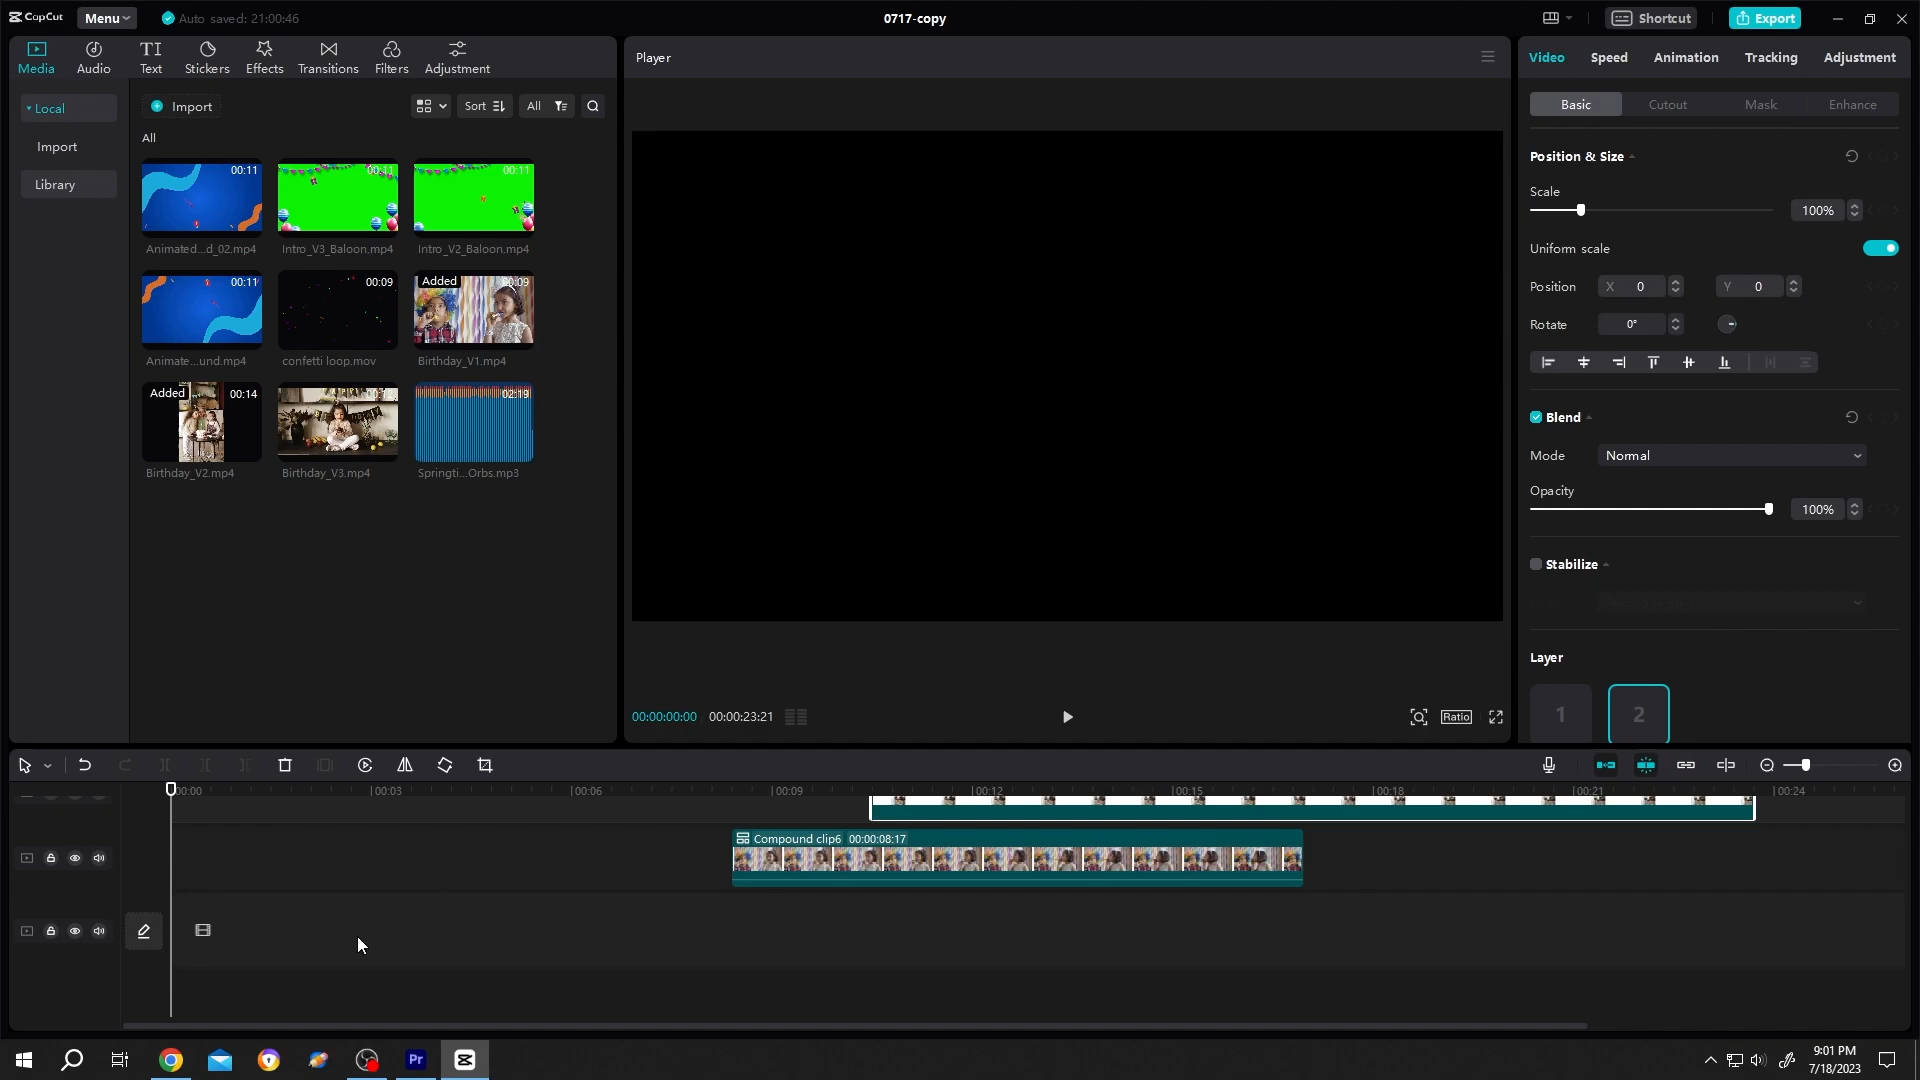 CapCut
Menu
Auto saved: 21:00:46
0717-copy
Shortcut
Export
Media
Audio
TI
Text
Stickers
Effects
Transitions
Filters
Adjustment
Player
Video
Speed
Animation
Tracking
Adjustment
Local
Import
Library
Import
Sort
All
All
00:11
00:11
00:11
Animated...d_02.mp4
Intro_V3_Baloon.mp4
Intro_V2_Baloon.mp4
00:11
00:09
Added
00:09
Animate...und.mp4
confetti loop.mov
Birthday_V1.mp4
Added
00:14
00:12
02:19
Birthday_V2.mp4
Birthday_V3.mp4
Springti...Orbs.mp3
00:00:00:00
00:00:23:21
Ratio
Basic
Cutout
Mask
Enhance
Position & Size
Scale
100%
Uniform scale
Position
X 0
Y 0
Rotate
0°
Blend
Mode
Normal
Opacity
100%
Stabilize
Layer
1
2
00:00
00:03
00:06
00:09
00:12
00:15
00:18
00:21
00:24
Compound clip6 00:00:08:17
Pr
9:01 PM
7/18/2023